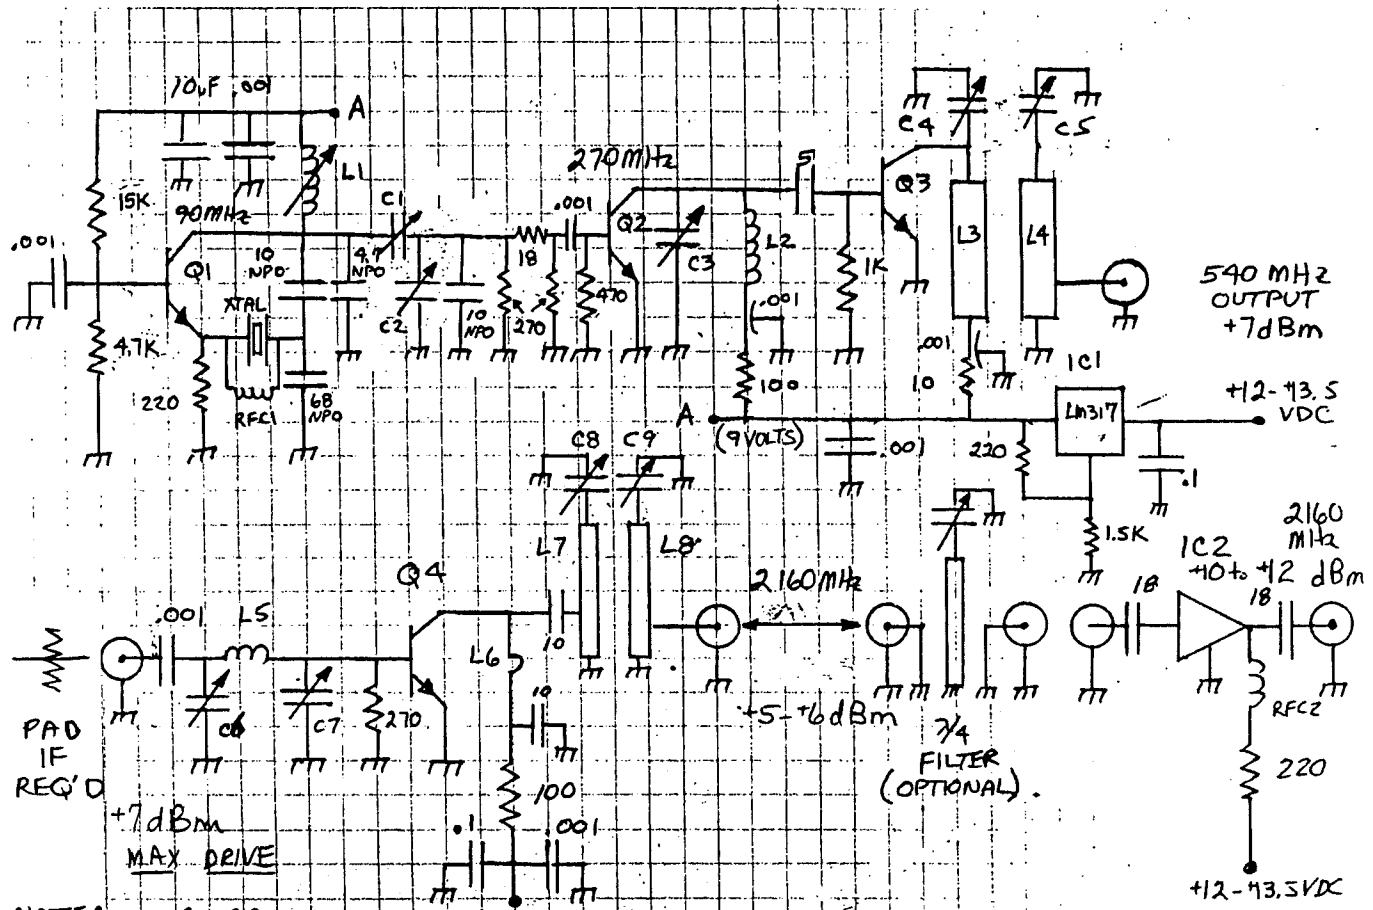 10µF .001
A
L1
15K
90MHz
C1
270MHz
.001
5
Q3
C4
C5
.001
Q1
10
NPO
4.7
NPO
18
Q2
C3
L2
1K
L3
L4
XTAL
C2
10
NPO
270
470
.001
540 MHz
OUTPUT
+7dBm
4.7K
220
RFC1
68
NPO
100
.001
10
IC1
LM317
+12-+13.5
VDC
A
(9 VOLTS)
.001
220
.1
1.5K
C8
C9
Q4
L7
L8
2160MHz
IC2
+10 to +12 dBm
2160
MHz
18
18
.001
L5
L6
10
C6
C7
270
10
+5-+6dBm
λ/4
FILTER
(OPTIONAL).
RFC2
220
PAD
IF
REQ'D
100
+7dBm
MAX DRIVE
.1
.001
+12-+13.5VDC